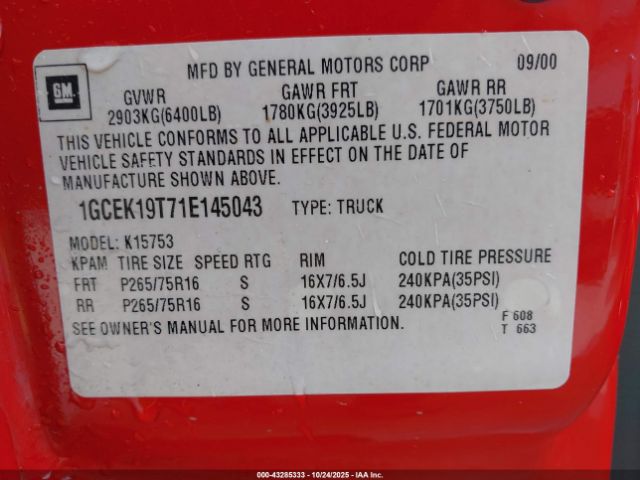 GM
MFD BY GENERAL MOTORS CORP 09/00
GVWR GAWR FRT GAWR RR
2903KG(6400LB) 1780KG(3925LB) 1701KG(3750LB)
THIS VEHICLE CONFORMS TO ALL APPLICABLE U.S. FEDERAL MOTOR
VEHICLE SAFETY STANDARDS IN EFFECT ON THE DATE OF
MANUFACTURE SHOWN ABOVE.
1GCEK19T71E145043 TYPE: TRUCK
MODEL: K15753
KPAM TIRE SIZE SPEED RTG RIM COLD TIRE PRESSURE
FRT P265/75R16 S 16X7/6.5J 240KPA(35PSI)
RR P265/75R16 S 16X7/6.5J 240KPA(35PSI)
SEE OWNER'S MANUAL FOR MORE INFORMATION.
F 608
T 663
000-43285333 - 10/24/2025 - IAA Inc.